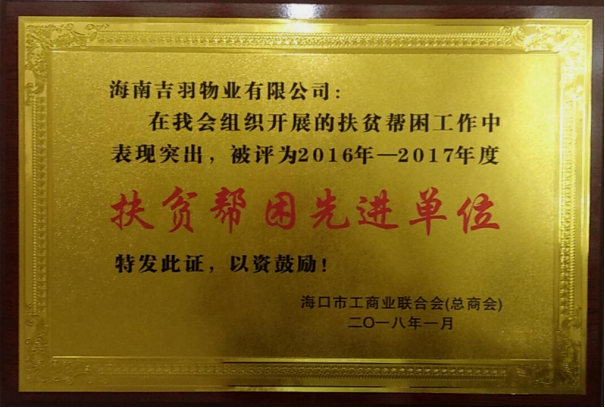 海南吉羽物业有限公司：
在我会组织开展的扶贫帮困工作中
表现突出，被评为2016年—2017年度
扶贫帮困先进单位
特发此证，以资鼓励！
海口市工商业联合会(总商会)
二〇一八年一月